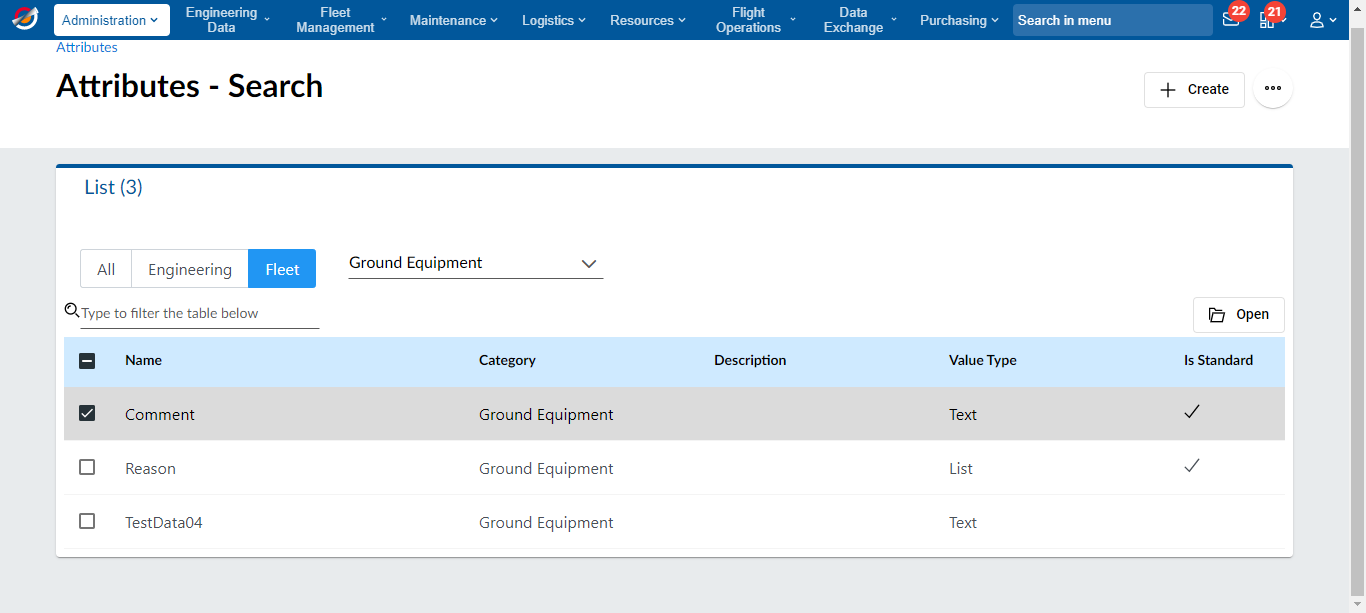 Administration
Engineering
Data
Fleet
Management
Maintenance
Logistics
Resources
Flight
Operations
Data
Exchange
Purchasing
Search in menu
22
21
Attributes
Attributes - Search
Create
List (3)
All Engineering Fleet
Ground Equipment
Type to filter the table below
Open
Name Category Description Value Type Is Standard
Comment Ground Equipment Text
Reason Ground Equipment List
TestData04 Ground Equipment Text